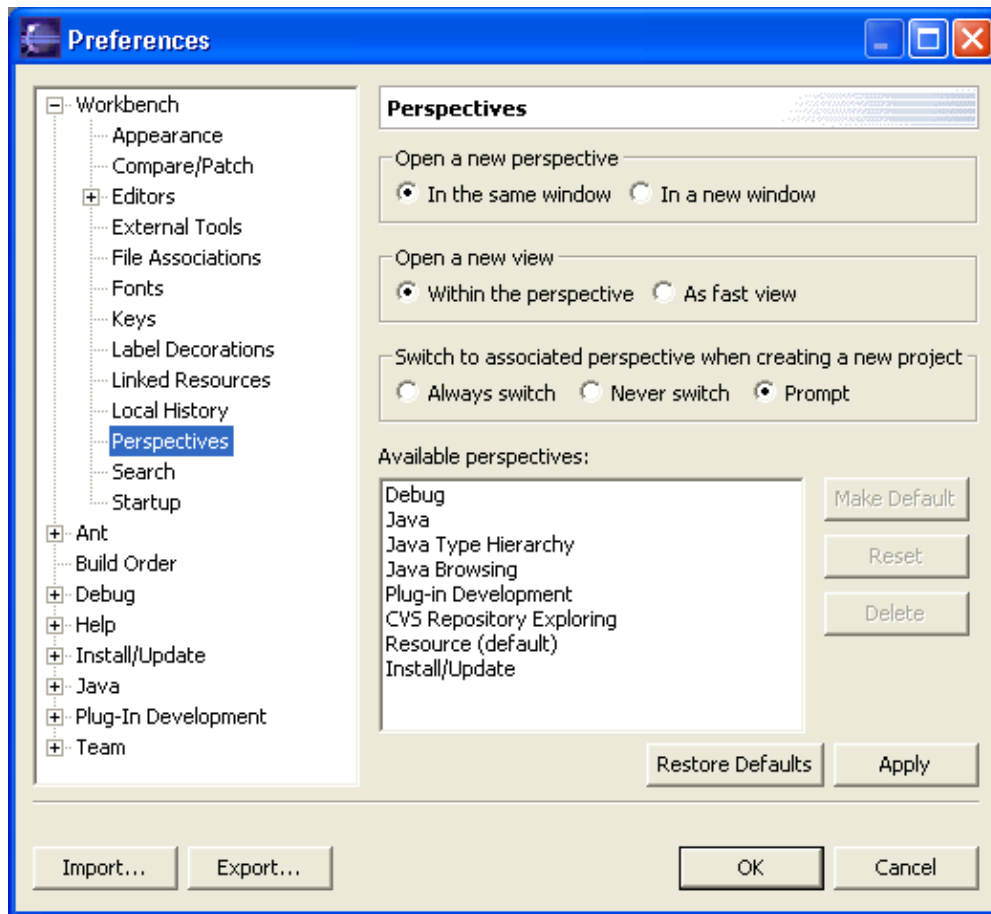 Preferences
Workbench
Appearance
Compare/Patch
Editors
External Tools
File Associations
Fonts
Keys
Label Decorations
Linked Resources
Local History
Perspectives
Search
Startup
Ant
Build Order
Debug
Help
Install/Update
Java
Plug-In Development
Team
Perspectives
Open a new perspective
In the same window In a new window
Open a new view
Within the perspective As fast view
Switch to associated perspective when creating a new project
Always switch Never switch Prompt
Available perspectives:
Debug
Java
Java Type Hierarchy
Java Browsing
Plug-in Development
CVS Repository Exploring
Resource (default)
Install/Update
Make Default
Reset
Delete
Restore Defaults Apply
Import... Export... OK Cancel